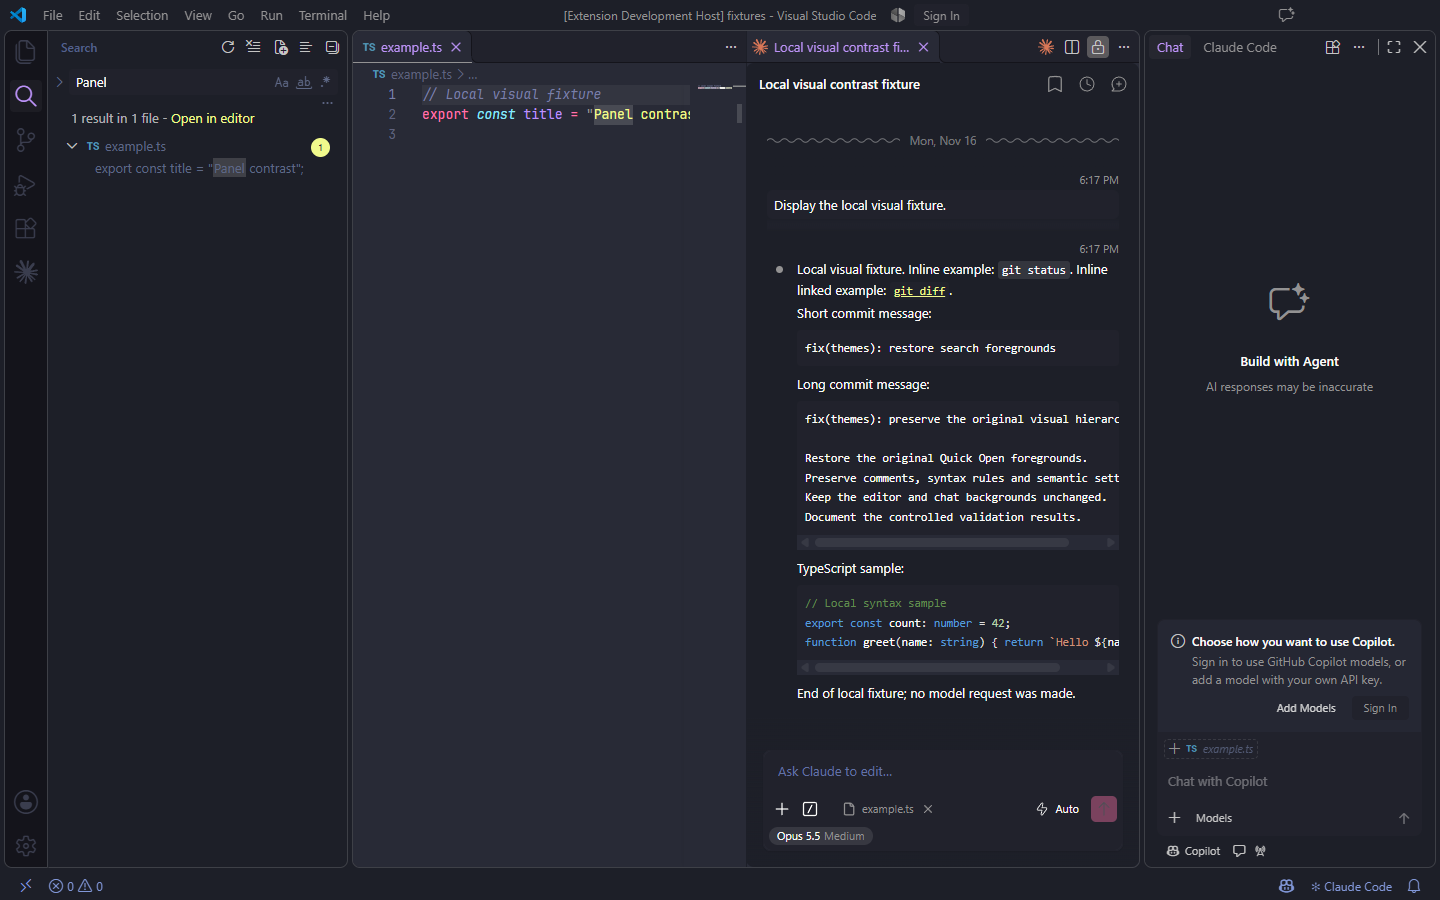 File Edit Selection View Go Run Terminal Help
[Extension Development Host] fixtures - Visual Studio Code
Sign In
Search
Panel
Aa ab .*
1 result in 1 file - Open in editor
TS example.ts
1
export const title = "Panel contrast";
TS example.ts
TS example.ts > ...
1 // Local visual fixture
2 export const title = "Panel contras
3
Local visual contrast fi...
Local visual contrast fixture
Mon, Nov 16
6:17 PM
Display the local visual fixture.
6:17 PM
Local visual fixture. Inline example: git status. Inline
linked example: git diff.
Short commit message:
fix(themes): restore search foregrounds
Long commit message:
fix(themes): preserve the original visual hierarc
Restore the original Quick Open foregrounds.
Preserve comments, syntax rules and semantic sett
Keep the editor and chat backgrounds unchanged.
Document the controlled validation results.
TypeScript sample:
// Local syntax sample
export const count: number = 42;
function greet(name: string) { return `Hello ${na
End of local fixture; no model request was made.
Ask Claude to edit...
example.ts
Auto
Opus 5.5 Medium
Chat
Claude Code
Build with Agent
AI responses may be inaccurate
Choose how you want to use Copilot.
Sign in to use GitHub Copilot models, or
add a model with your own API key.
Add Models
Sign In
TS example.ts
Chat with Copilot
Models
Copilot
0 0
Claude Code